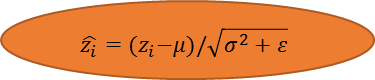 ẑᵢ = (zᵢ−μ)/√(σ² + ε)